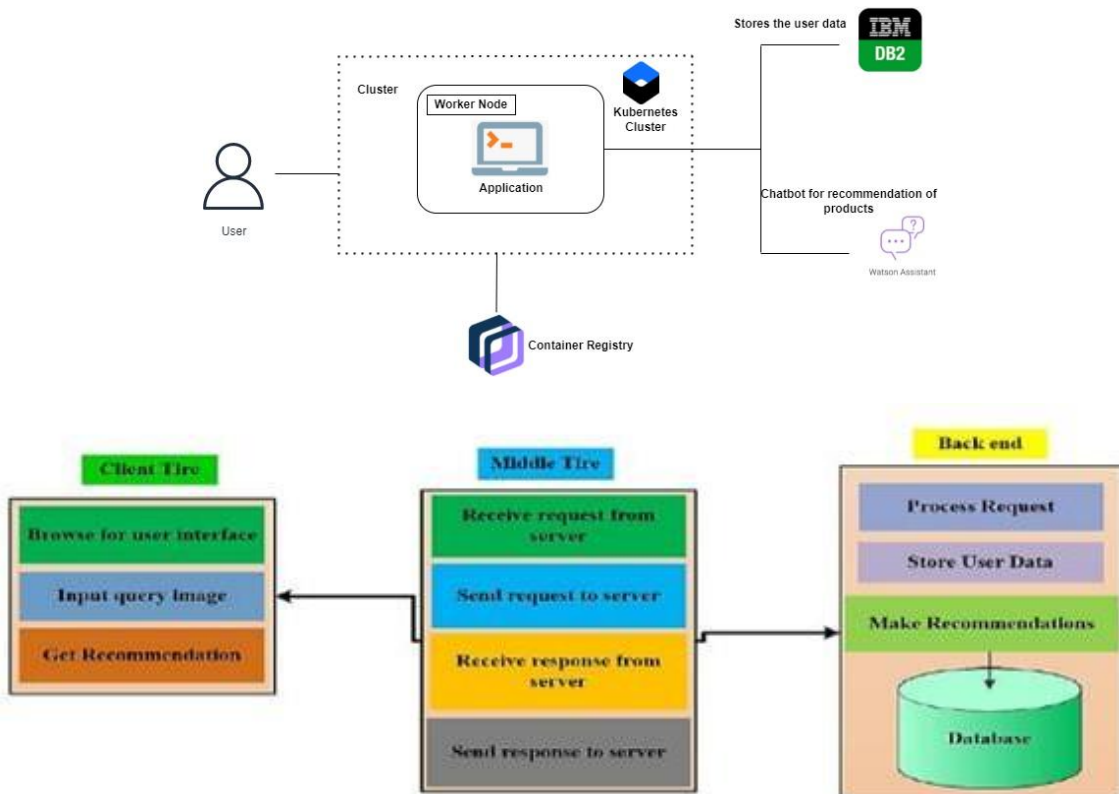 Stores the user data
IBM
DB2
Cluster
Worker Node
Kubernetes
Cluster
Application
User
Chatbot for recommendation of
products
Watson Assistant
Container Registry
Client Tire
Browse for user interface
Input query Image
Get Recommendation
Middle Tire
Receive request from
server
Send request to server
Receive response from
server
Send response to server
Back end
Process Request
Store User Data
Make Recommendations
Database